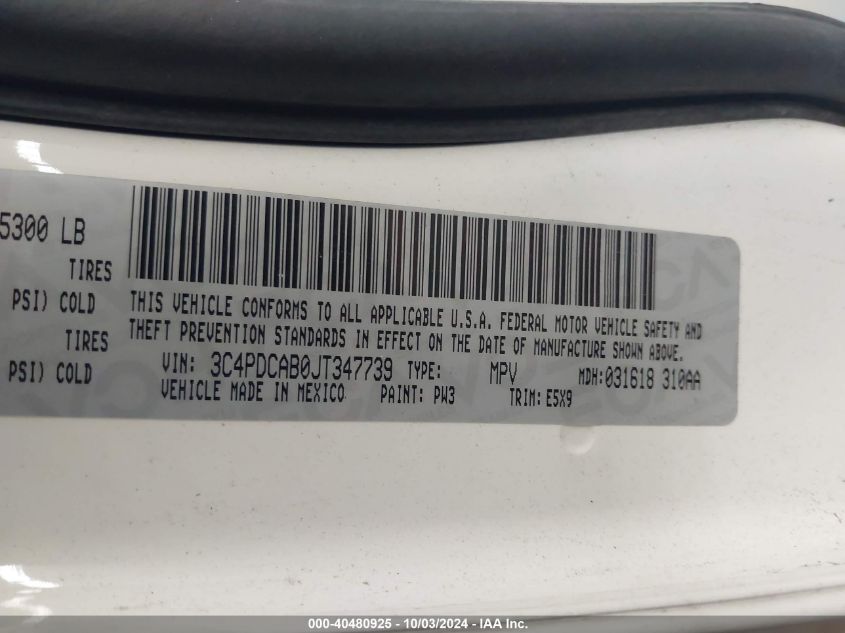 5300 LB
TIRES
PSI) COLD
TIRES
PSI) COLD
THIS VEHICLE CONFORMS TO ALL APPLICABLE U.S.A. FEDERAL MOTOR VEHICLE SAFETY AND
THEFT PREVENTION STANDARDS IN EFFECT ON THE DATE OF MANUFACTURE SHOWN ABOVE.
VIN: 3C4PDCAB0JT347739 TYPE: MPV MDH:031618 310AA
VEHICLE MADE IN MEXICO PAINT: PW3 TRIM: E5X9
000-40480925 - 10/03/2024 - IAA Inc.